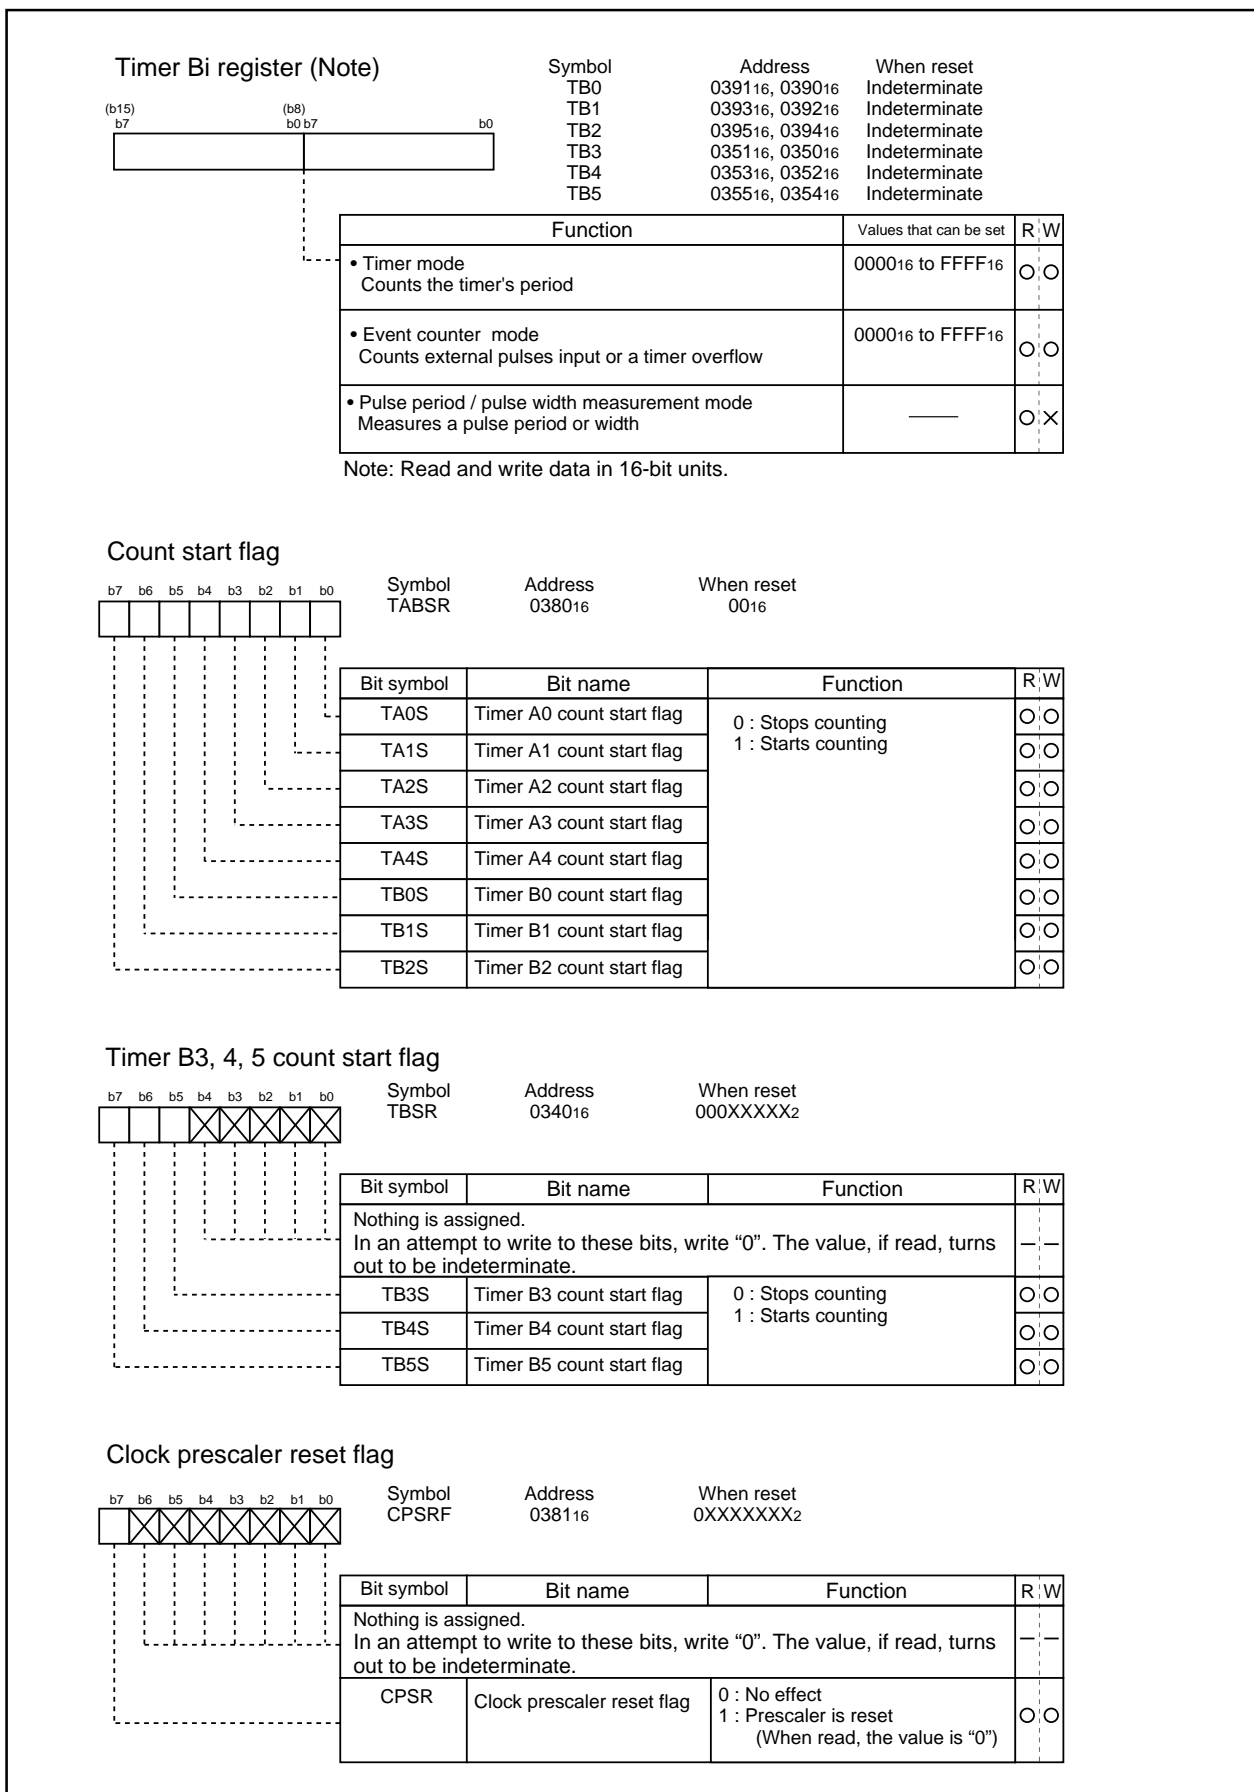 Timer Bi register (Note)
Symbol Address When reset
TB0 039116, 039016 Indeterminate
TB1 039316, 039216 Indeterminate
TB2 039516, 039416 Indeterminate
TB3 035116, 035016 Indeterminate
TB4 035316, 035216 Indeterminate
TB5 035516, 035416 Indeterminate
(b15) (b8)
b7 b0 b7 b0
Function Values that can be set R W
• Timer mode 000016 to FFFF16
Counts the timer's period
• Event counter mode 000016 to FFFF16
Counts external pulses input or a timer overflow
• Pulse period / pulse width measurement mode
Measures a pulse period or width
Note: Read and write data in 16-bit units.
Count start flag
Symbol Address When reset
TABSR 038016 0016
b7 b6 b5 b4 b3 b2 b1 b0
Bit symbol Bit name Function R W
TA0S Timer A0 count start flag 0 : Stops counting
TA1S Timer A1 count start flag 1 : Starts counting
TA2S Timer A2 count start flag
TA3S Timer A3 count start flag
TA4S Timer A4 count start flag
TB0S Timer B0 count start flag
TB1S Timer B1 count start flag
TB2S Timer B2 count start flag
Timer B3, 4, 5 count start flag
Symbol Address When reset
TBSR 034016 000XXXXX2
b7 b6 b5 b4 b3 b2 b1 b0
Bit symbol Bit name Function R W
Nothing is assigned.
In an attempt to write to these bits, write “0”. The value, if read, turns
out to be indeterminate.
TB3S Timer B3 count start flag 0 : Stops counting
TB4S Timer B4 count start flag 1 : Starts counting
TB5S Timer B5 count start flag
Clock prescaler reset flag
Symbol Address When reset
CPSRF 038116 0XXXXXXX2
b7 b6 b5 b4 b3 b2 b1 b0
Bit symbol Bit name Function R W
Nothing is assigned.
In an attempt to write to these bits, write “0”. The value, if read, turns
out to be indeterminate.
CPSR Clock prescaler reset flag 0 : No effect
1 : Prescaler is reset
(When read, the value is “0”)